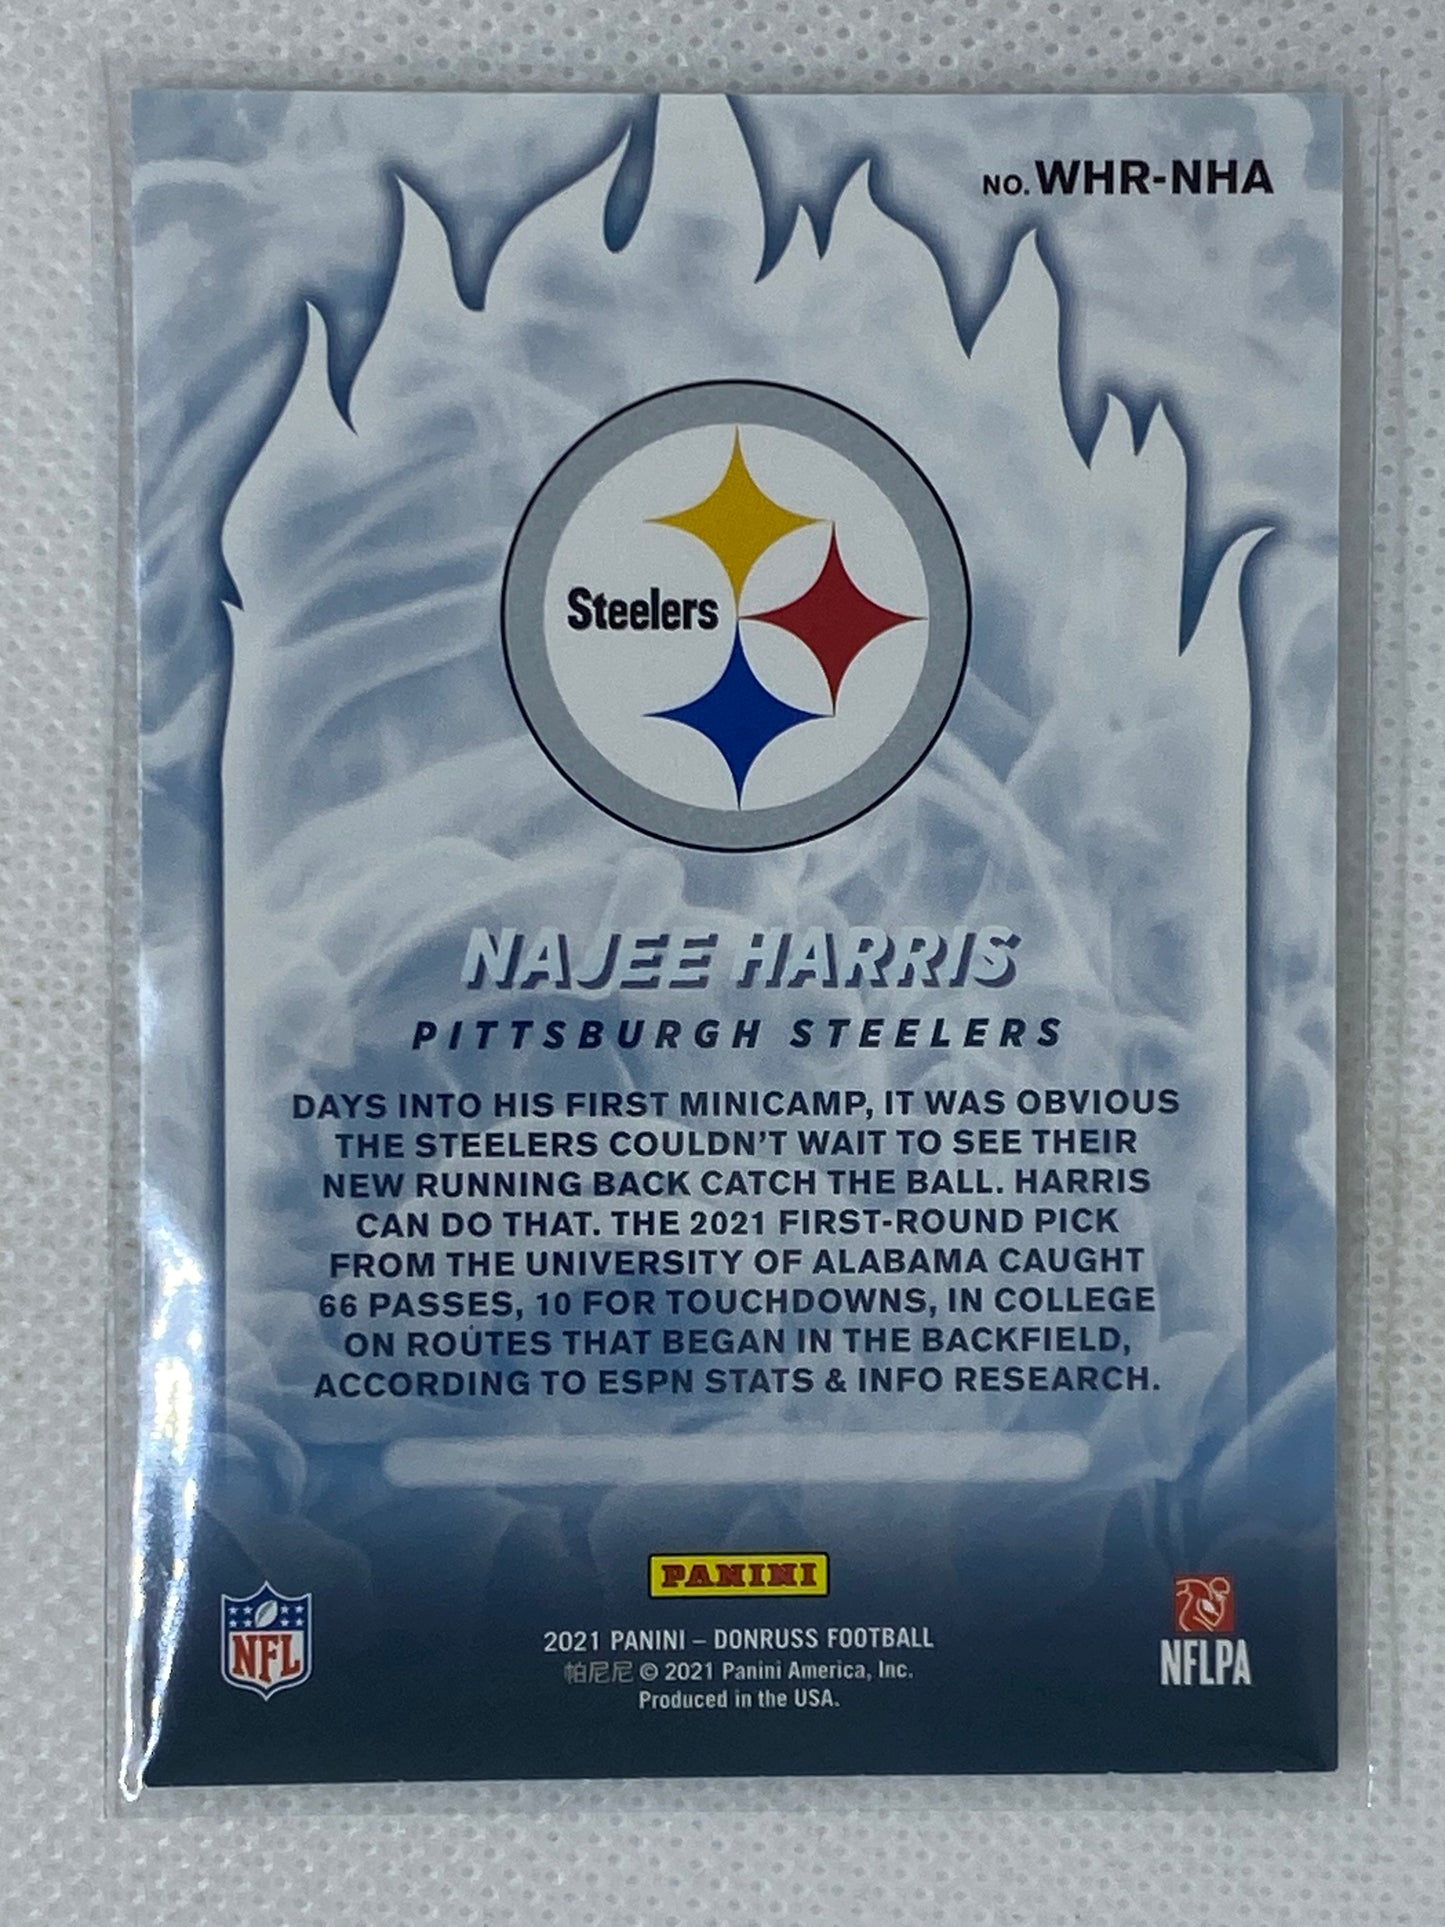 NO. WHR-NHA
Steelers
NAJEE HARRIS
PITTSBURGH STEELERS
DAYS INTO HIS FIRST MINICAMP, IT WAS OBVIOUS
THE STEELERS COULDN'T WAIT TO SEE THEIR
NEW RUNNING BACK CATCH THE BALL. HARRIS
CAN DO THAT. THE 2021 FIRST-ROUND PICK
FROM THE UNIVERSITY OF ALABAMA CAUGHT
66 PASSES, 10 FOR TOUCHDOWNS, IN COLLEGE
ON ROUTES THAT BEGAN IN THE BACKFIELD,
ACCORDING TO ESPN STATS & INFO RESEARCH.
PANINI
NFL
2021 PANINI – DONRUSS FOOTBALL
帕尼尼 © 2021 Panini America, Inc.
Produced in the USA.
NFLPA